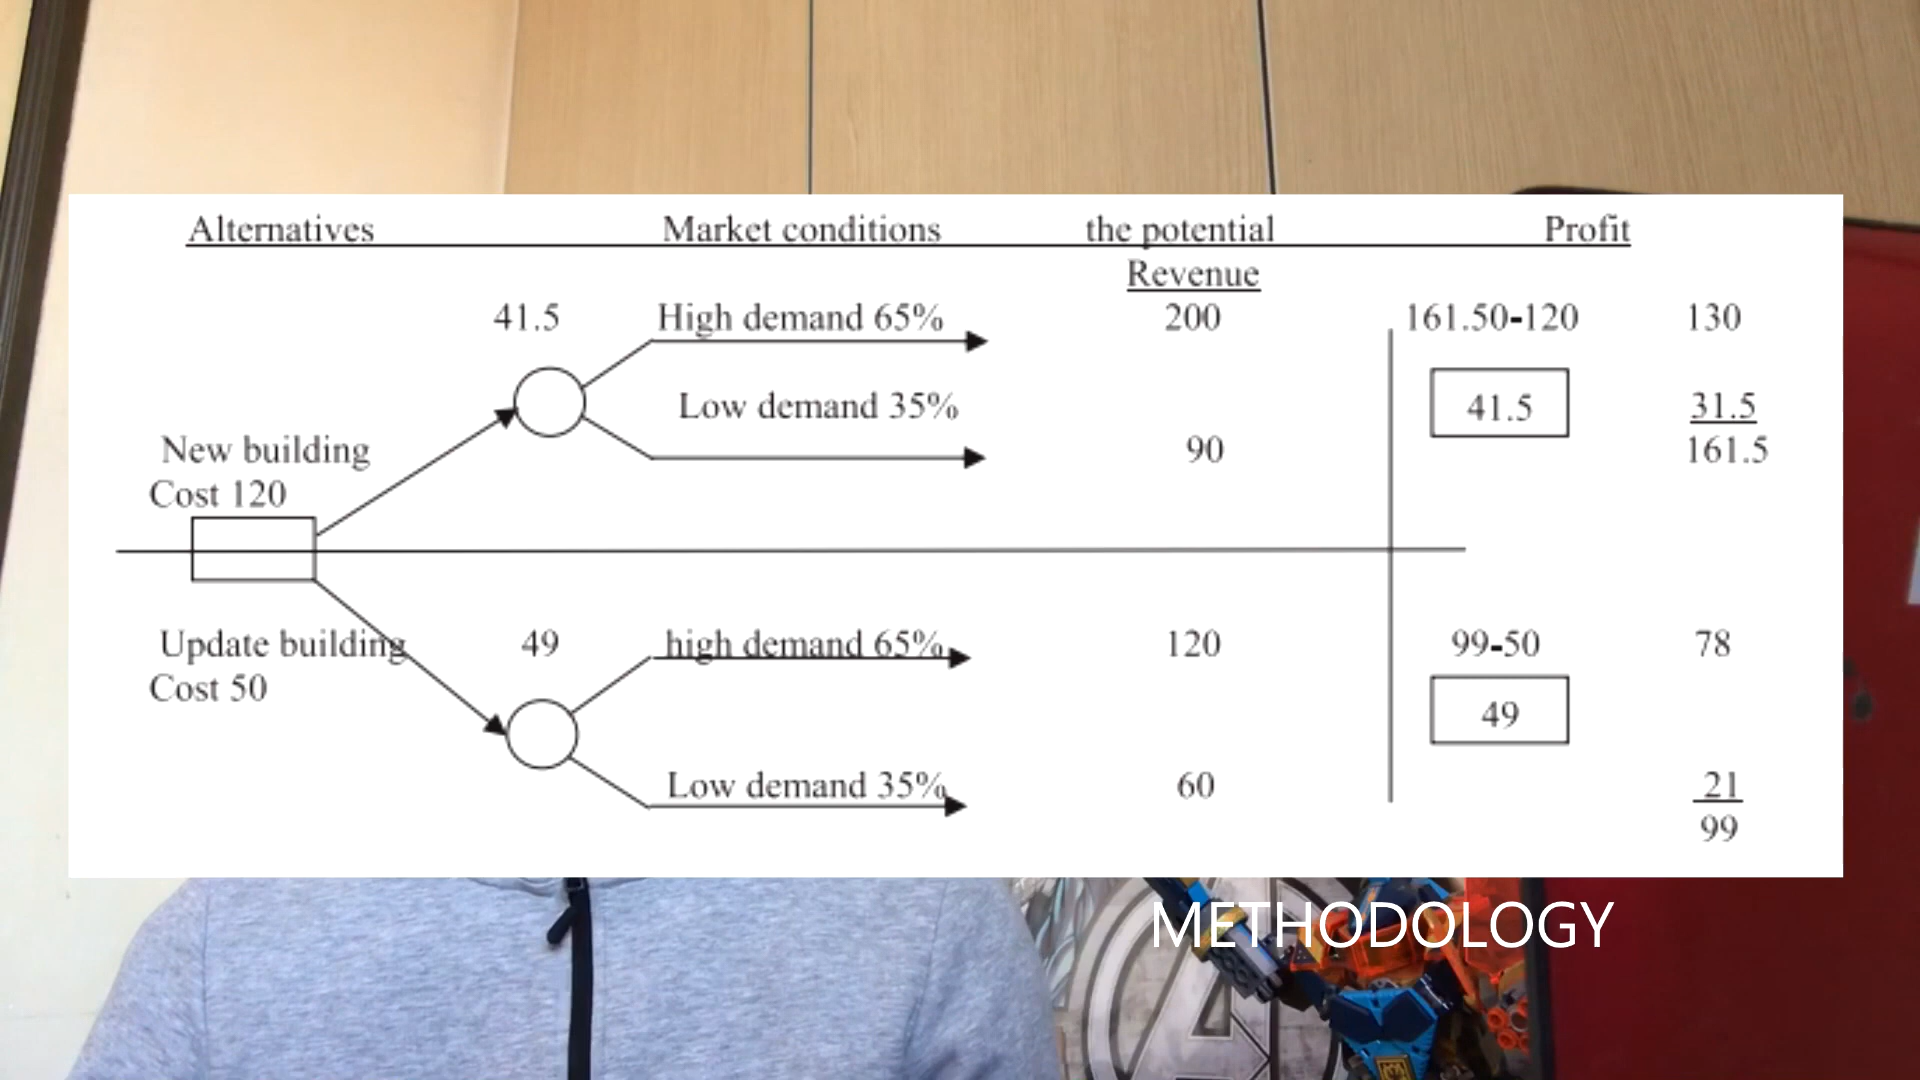 Alternatives Market conditions the potential Profit
Revenue
41.5 High demand 65% 200 161.50-120 130
Low demand 35% 41.5 31.5
New building 90 161.5
Cost 120
Update building 49 high demand 65% 120 99-50 78
Cost 50
49
Low demand 35% 60 21
99
METHODOLOGY